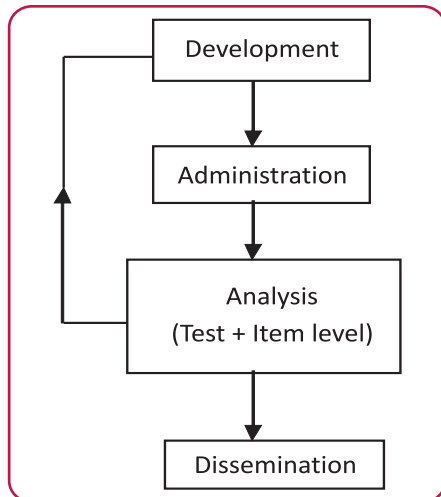 Development
Administration
Analysis
(Test + Item level)
Dissemination